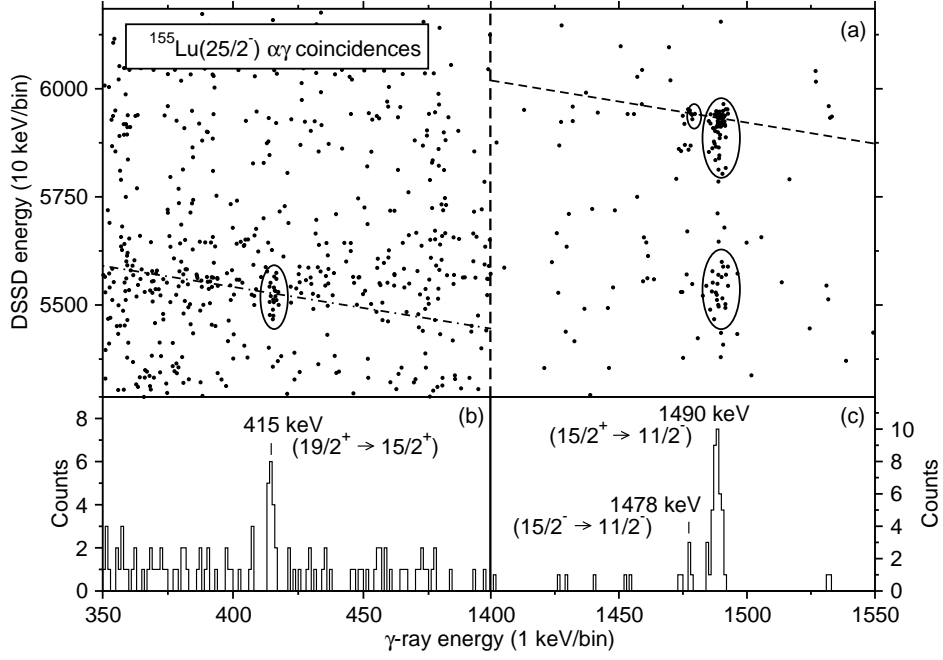 ¹⁵⁵Lu(25/2⁻) αγ coincidences
(a)
DSSD energy (10 keV/bin)
6000
5750
5500
(b)
415 keV
(19/2⁺ → 15/2⁺)
Counts
8
6
4
2
0
(c)
1490 keV
(15/2⁺ → 11/2⁻)
1478 keV
(15/2⁻ → 11/2⁻)
10
8
6
4
2
0
Counts
350 400 450 1400 1450 1500 1550
γ-ray energy (1 keV/bin)